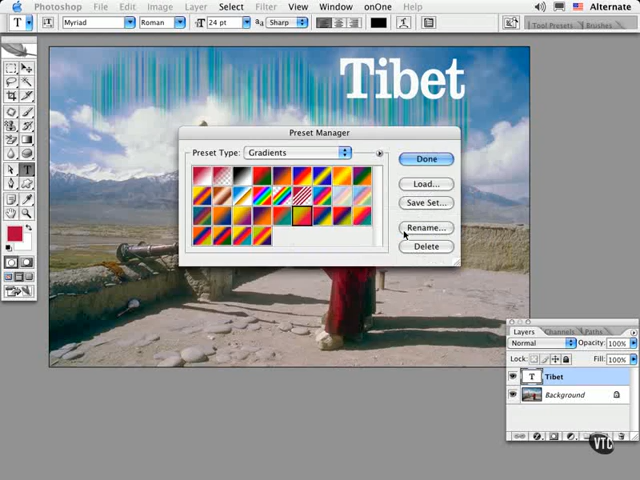 Photoshop File Edit Image Layer Select Filter View Window onOne Help Alternate
T Myriad Roman T 24 pt aa Sharp Tool Presets Brushes
Tibet
Preset Manager
Preset Type: Gradients
Done
Load...
Save Set...
Rename...
Delete
Layers Channels Paths
Normal Opacity: 100%
Lock: Fill: 100%
T Tibet
Background
VTC